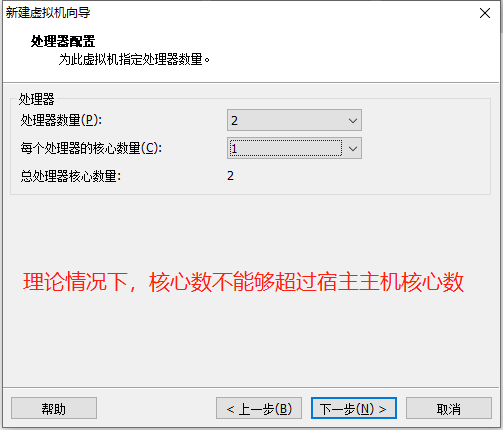 新建虚拟机向导
处理器配置
为此虚拟机指定处理器数量。
处理器
处理器数量(P): 2
每个处理器的核心数量(C): 1
总处理器核心数量: 2
理论情况下，核心数不能够超过宿主主机核心数
帮助 < 上一步(B) 下一步(N) > 取消